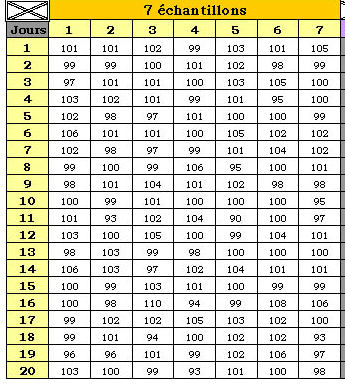 7 échantillons
Jours 1 2 3 4 5 6 7
1 101 101 102 99 103 101 105
2 99 99 100 101 102 98 99
3 97 101 101 100 103 105 100
4 103 102 101 99 101 95 100
5 102 98 97 101 100 100 99
6 106 101 101 100 105 102 102
7 102 98 97 99 101 104 102
8 99 100 99 106 95 100 101
9 98 101 104 101 102 98 98
10 100 99 101 100 100 100 95
11 101 93 102 104 90 100 97
12 103 100 105 100 99 104 101
13 98 103 99 98 100 100 100
14 106 103 97 102 104 101 101
15 100 99 103 101 100 99 99
16 100 98 110 94 99 108 106
17 99 102 102 105 103 102 100
18 99 101 94 100 102 102 93
19 96 96 101 99 102 106 97
20 103 100 99 93 101 100 98